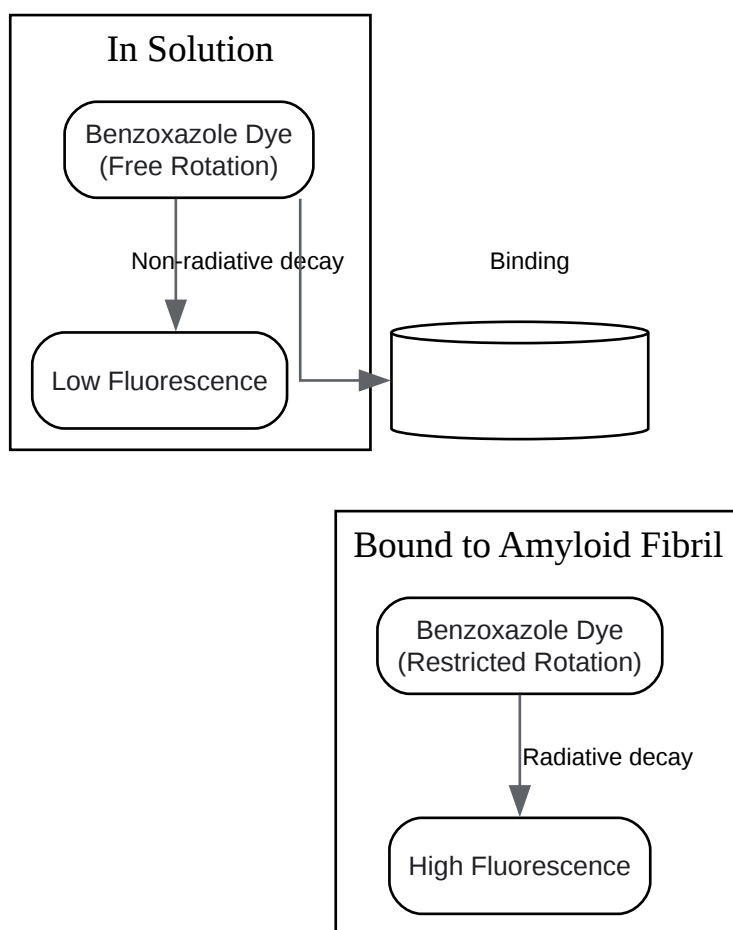 In Solution
Benzoxazole Dye
(Free Rotation)
Non-radiative decay
Binding
Low Fluorescence
Bound to Amyloid Fibril
Benzoxazole Dye
(Restricted Rotation)
Radiative decay
High Fluorescence